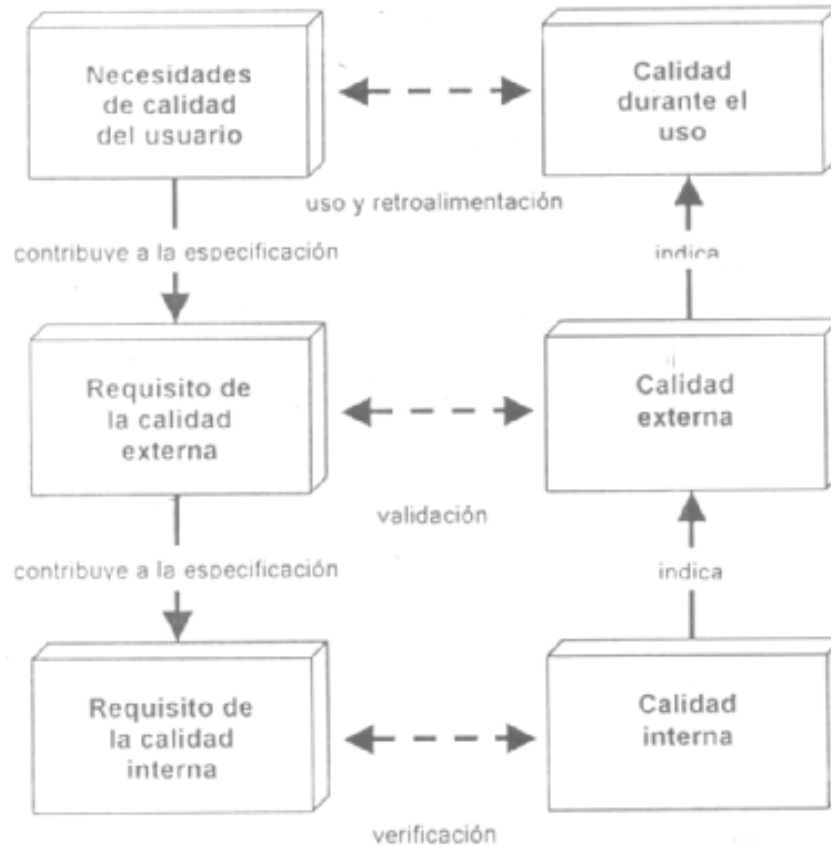 Necesidades
de calidad
del usuario
Calidad
durante el
uso
uso y retroalimentación
contribuye a la especificación
indica
Requisito de
la calidad
externa
Calidad
externa
validación
contribuye a la especificación
indica
Requisito de
la calidad
interna
Calidad
interna
verificación